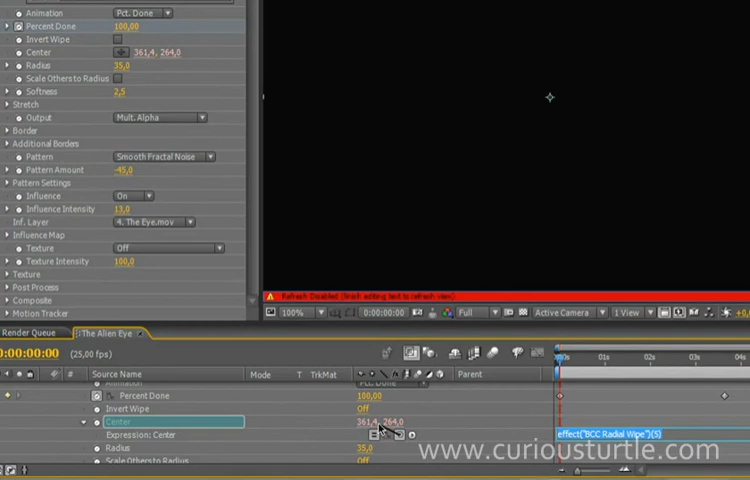 Animation Pct. Done
Percent Done 100,00
Invert Wipe
Center 361,4, 264,0
Radius 35,0
Scale Others to Radius
Softness 2,5
Stretch
Output Mult. Alpha
Border
Additional Borders
Pattern Smooth Fractal Noise
Pattern Amount -45,0
Pattern Settings
Influence On
Influence Intensity 13,0
Inf. Layer 4. The Eye.mov
Influence Map
Texture Off
Texture Intensity 100,0
Texture
Post Process
Composite
Motion Tracker
Refresh Disabled (finish editing text to refresh view)
100% 0:00:00:00 Full Active Camera 1 View +0,0
Render Queue The Alien Eye
0:00:00:00 (25,00 fps)
# Source Name Mode T TrkMat Parent
00s 01s 02s 03s 04s
Animation Pct. Done
Percent Done 100,00
Invert Wipe Off
Center 361,4, 264,0
Expression: Center effect("BCC Radial Wipe")(5)
Radius 35,0
Scale Others to Radius Off
www.curiousturtle.com